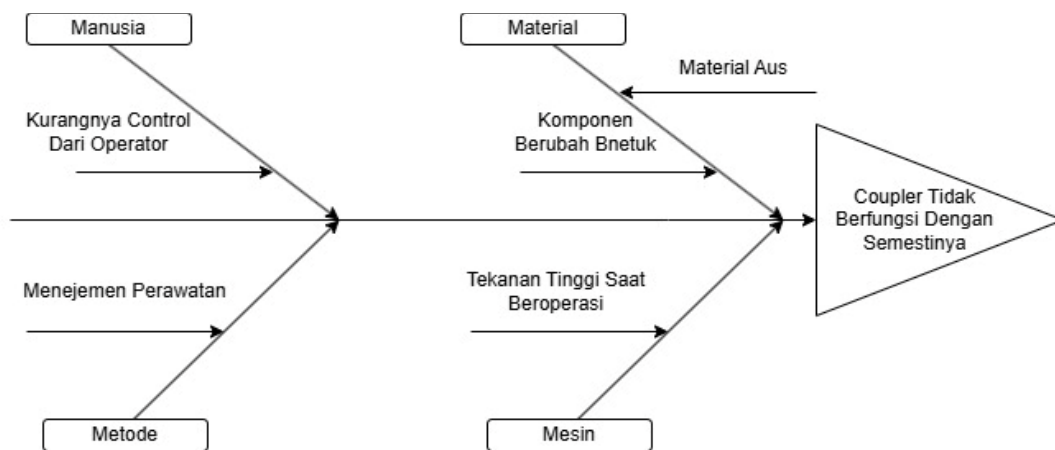 Manusia
Material
Material Aus
Kurangnya Control
Dari Operator
Komponen
Berubah Bnetuk
Coupler Tidak
Berfungsi Dengan
Semestinya
Menejemen Perawatan
Tekanan Tinggi Saat
Beroperasi
Metode
Mesin